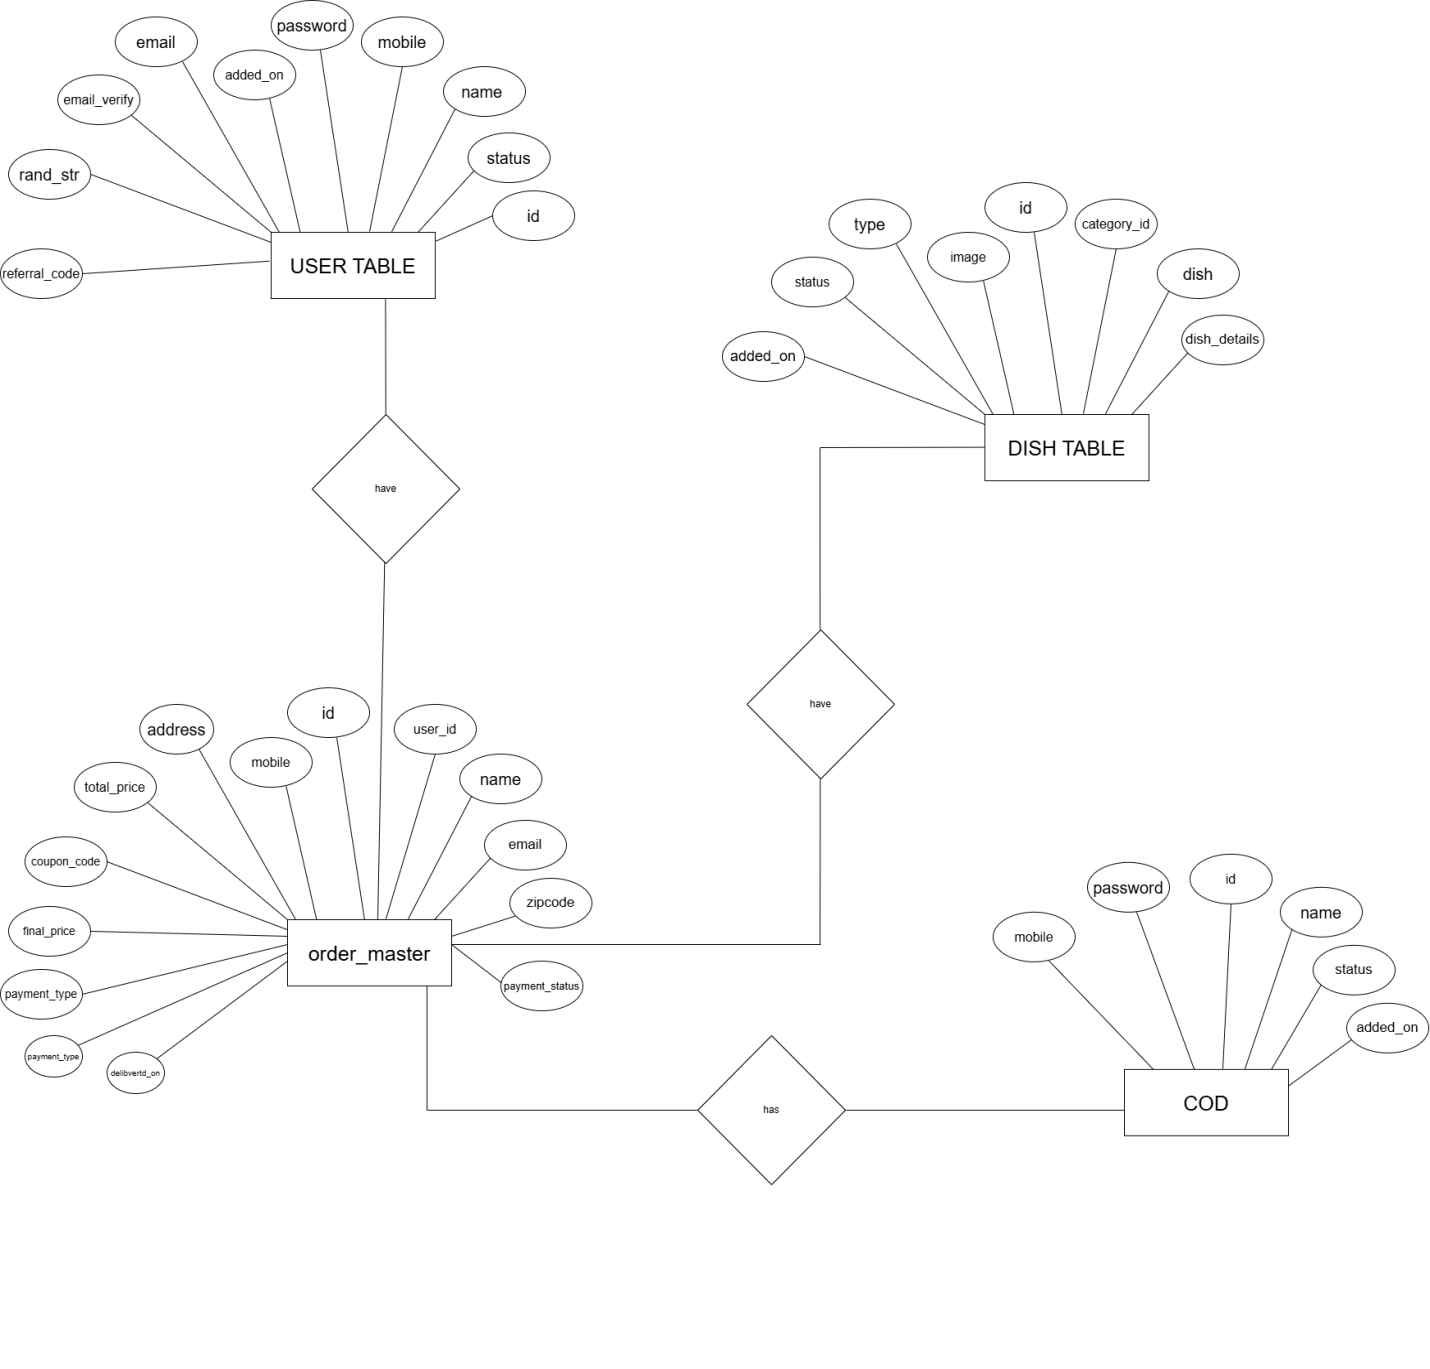 password
email
mobile
added_on
name
email_verify
status
rand_str
id
USER TABLE
referral_code
id
type
category_id
image
dish
status
dish_details
added_on
DISH TABLE
have
have
id
address
user_id
mobile
name
total_price
email
coupon_code
zipcode
final_price
order_master
payment_status
payment_type
payment_type
delibvertd_on
id
password
name
mobile
status
added_on
COD
has